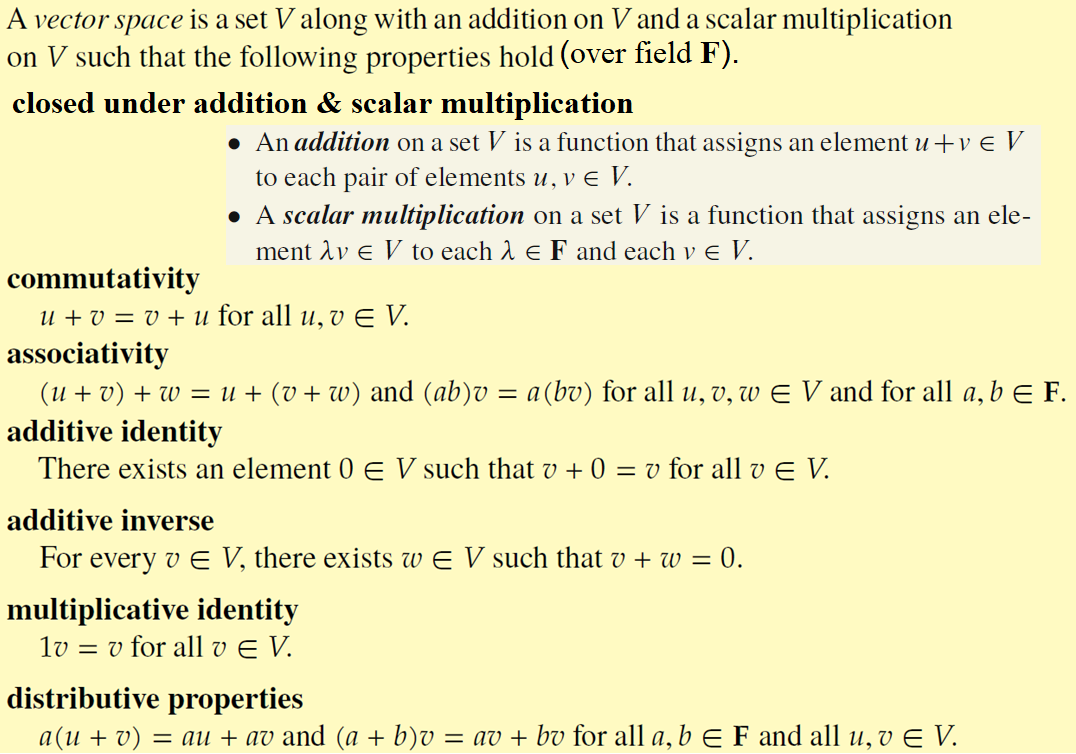 A vector space is a set V along with an addition on V and a scalar multiplication
on V such that the following properties hold (over field F).
closed under addition & scalar multiplication
• An addition on a set V is a function that assigns an element u + v ∈ V
to each pair of elements u, v ∈ V.
• A scalar multiplication on a set V is a function that assigns an ele-
ment λv ∈ V to each λ ∈ F and each v ∈ V.
commutativity
u + v = v + u for all u, v ∈ V.
associativity
(u + v) + w = u + (v + w) and (ab)v = a(bv) for all u, v, w ∈ V and for all a, b ∈ F.
additive identity
There exists an element 0 ∈ V such that v + 0 = v for all v ∈ V.
additive inverse
For every v ∈ V, there exists w ∈ V such that v + w = 0.
multiplicative identity
1v = v for all v ∈ V.
distributive properties
a(u + v) = au + av and (a + b)v = av + bv for all a, b ∈ F and all u, v ∈ V.